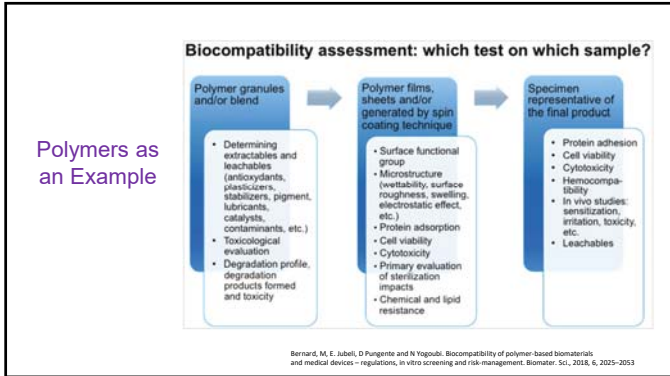 Polymers as
an Example
Biocompatibility assessment: which test on which sample?
Polymer granules
and/or blend
• Determining
extractables and
leachables
(antioxydants,
plasticizers,
stabilizers, pigment,
lubricants,
catalysts,
contaminants, etc.)
• Toxicological
evaluation
• Degradation profile,
degradation
products formed
and toxicity
Polymer films,
sheets and/or
generated by spin
coating technique
• Surface functional
group
• Microstructure
(wettability, surface
roughness, swelling,
electrostatic effect,
etc.)
• Protein adsorption
• Cell viability
• Cytotoxicity
• Primary evaluation
of sterilization
impacts
• Chemical and lipid
resistance
Specimen
representative of
the final product
• Protein adhesion
• Cell viability
• Cytotoxicity
• Hemocompa-
tibility
• In vivo studies:
sensitization,
irritation, toxicity,
etc.
• Leachables
Bernard, M, E. Jubeli, D Pungente and N Yogoubi. Biocompatibility of polymer-based biomaterials
and medical devices – regulations, in vitro screening and risk-management. Biomater. Sci., 2018, 6, 2025–2053